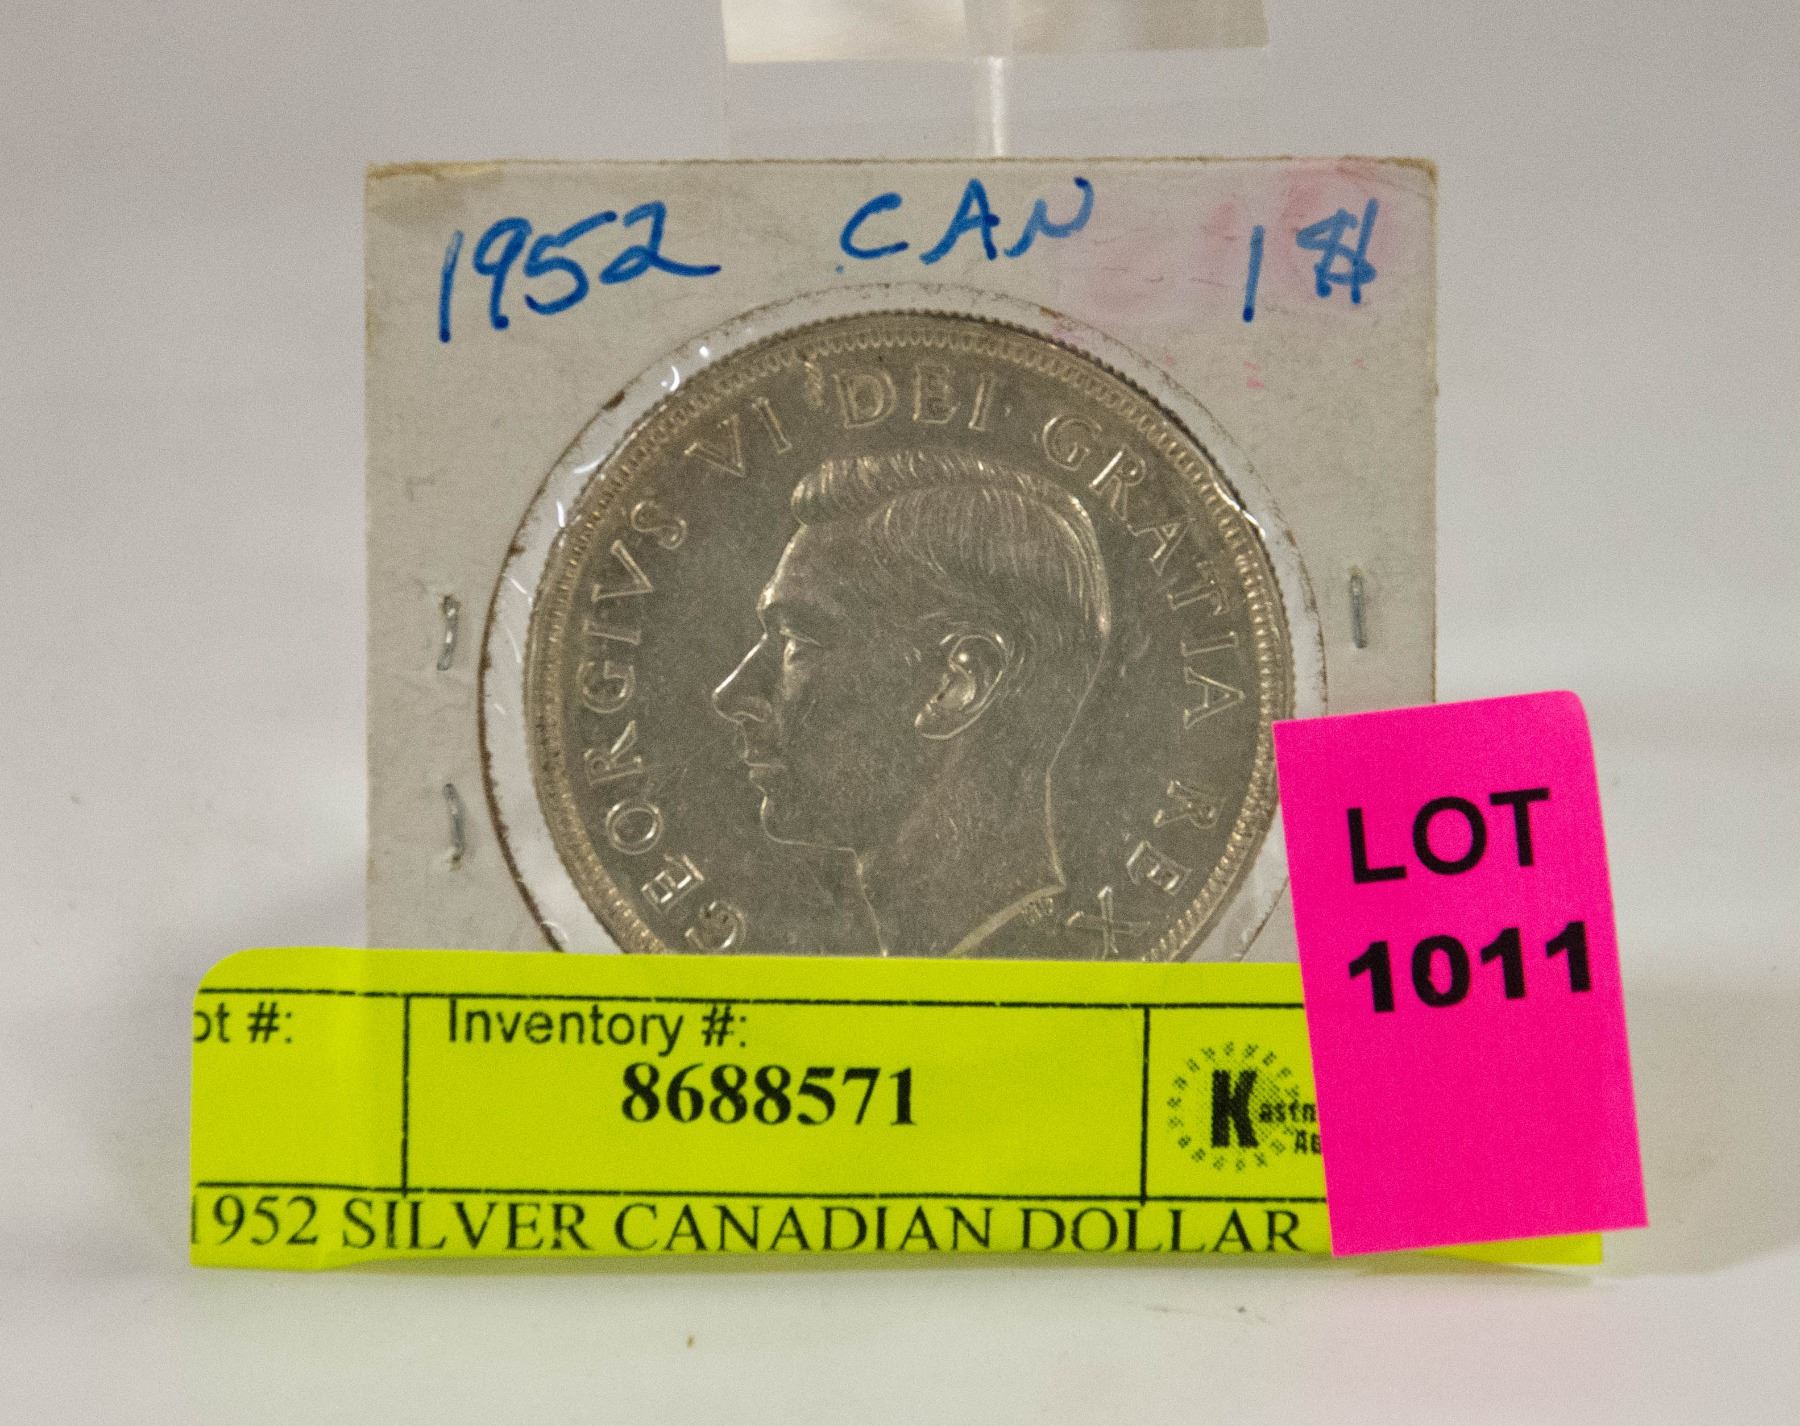 1952 CAN 1$
GEORGIVS VI DEI GRATIA REX
LOT
1011
ot #:
Inventory #:
8688571
K
1952 SILVER CANADIAN DOLLAR